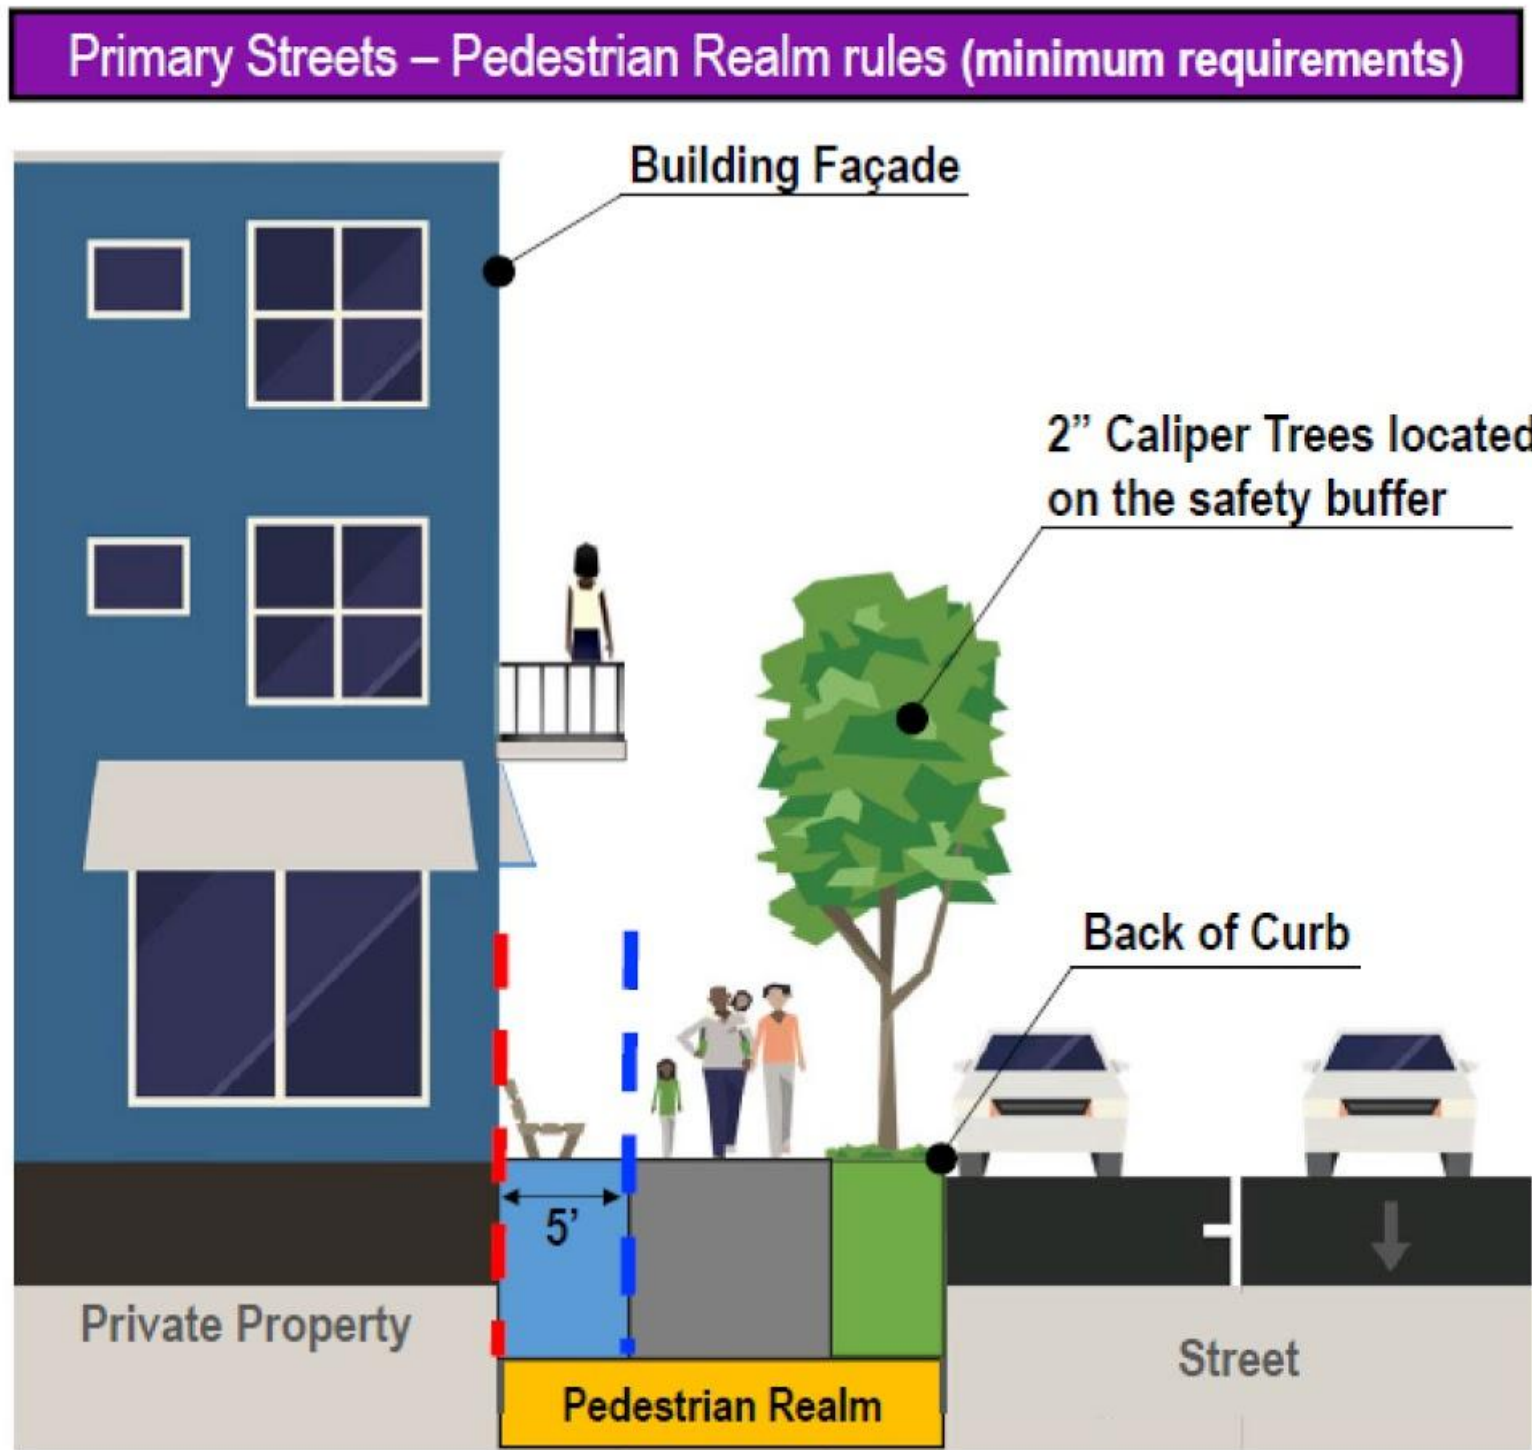 Primary Streets – Pedestrian Realm rules (minimum requirements)
Building Façade
2” Caliper Trees located
on the safety buffer
Back of Curb
5’
Private Property
Street
Pedestrian Realm